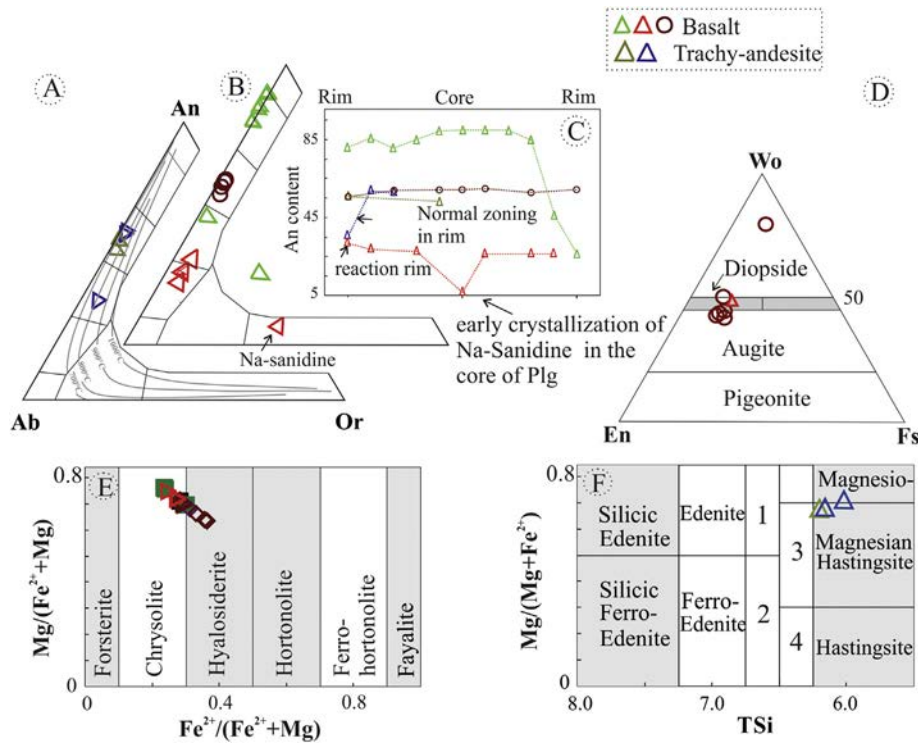 Basalt
Trachy-andesite
A
B
D
An
Rim
Core
Rim
C
85
45
5
An content
Normal zoning
in rim
reaction rim
early crystallization of
Na-Sanidine in the
core of Plg
Na-sanidine
1000°C
900°C
Ab
Or
Wo
Diopside
50
Augite
Pigeonite
En
Fs
E
0.8
0
Mg/(Fe²⁺+Mg)
Forsterite
Chrysolite
Hyalosiderite
Hortonolite
Ferro-
hortonolite
Fayalite
0
0.4
0.8
Fe²⁺/(Fe²⁺+Mg)
F
0.8
0
Mg/(Mg+Fe²⁺)
Silicic
Edenite
Edenite
1
Magnesio-
3
Magnesian
Hastingsite
Silicic
Ferro-
Edenite
Ferro-
Edenite
2
4
Hastingsite
8.0
7.0
6.0
TSi